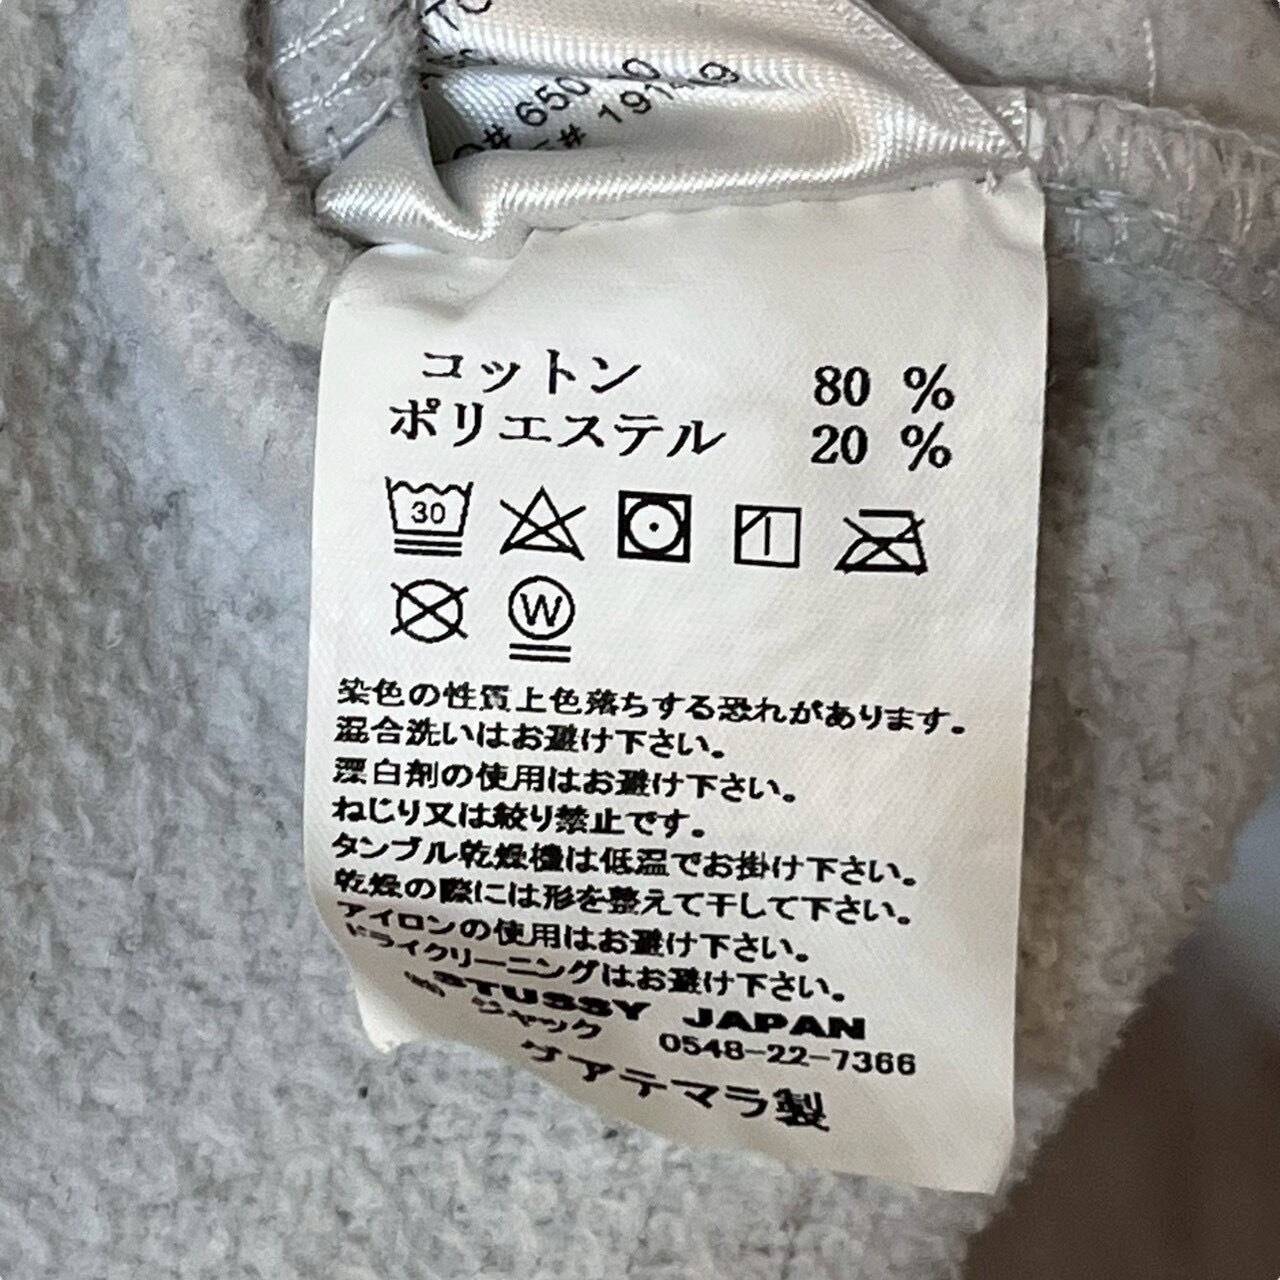 コットン 80 %
ポリエステル 20 %
30
W
染色の性質上色落ちする恐れがあります。
混合洗いはお避け下さい。
漂白剤の使用はお避け下さい。
ねじり又は絞り禁止です。
タンブル乾燥機は低温でお掛け下さい。
乾燥の際には形を整えて干して下さい。
アイロンの使用はお避け下さい。
ドライクリーニングはお避け下さい。
STUSSY JAPAN
ジャック 0548-22-7366
グアテマラ製